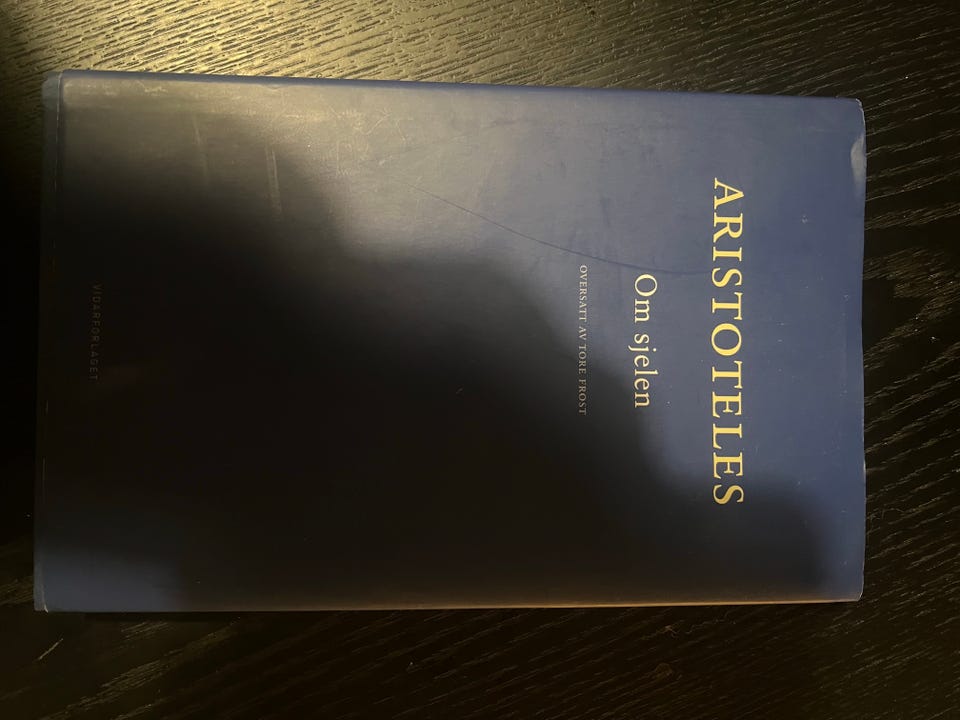 ARISTOTELES
Om sjelen
OVERSATT AV TORE FROST
VIDARFORLAGET